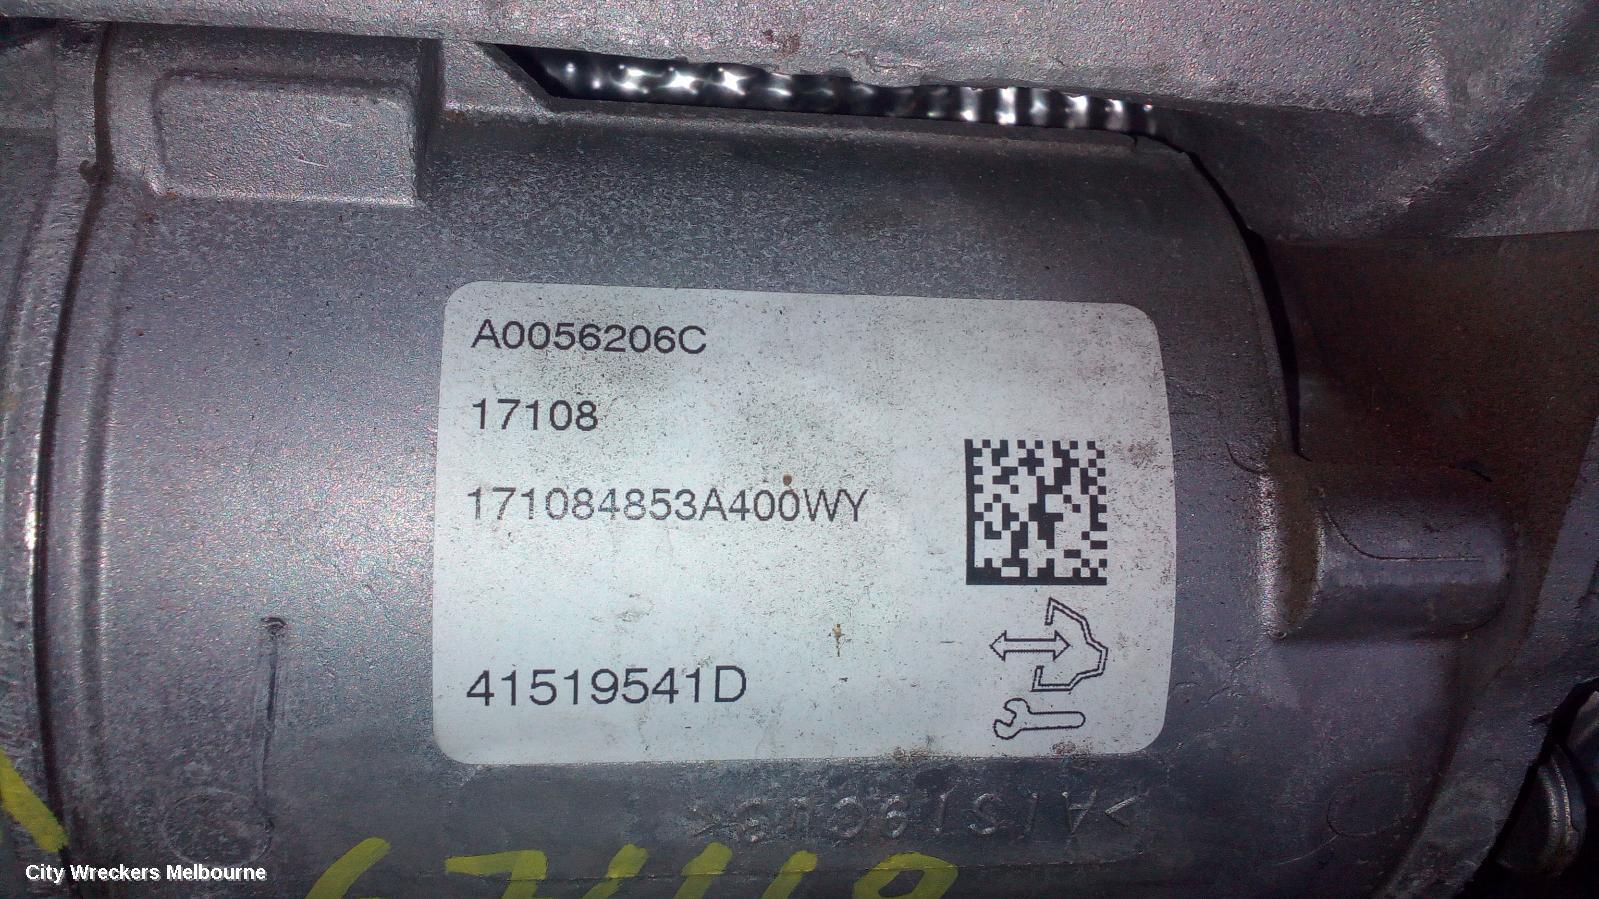 A0056206C
17108
171084853A400WY
41519541D
City Wreckers Melbourne